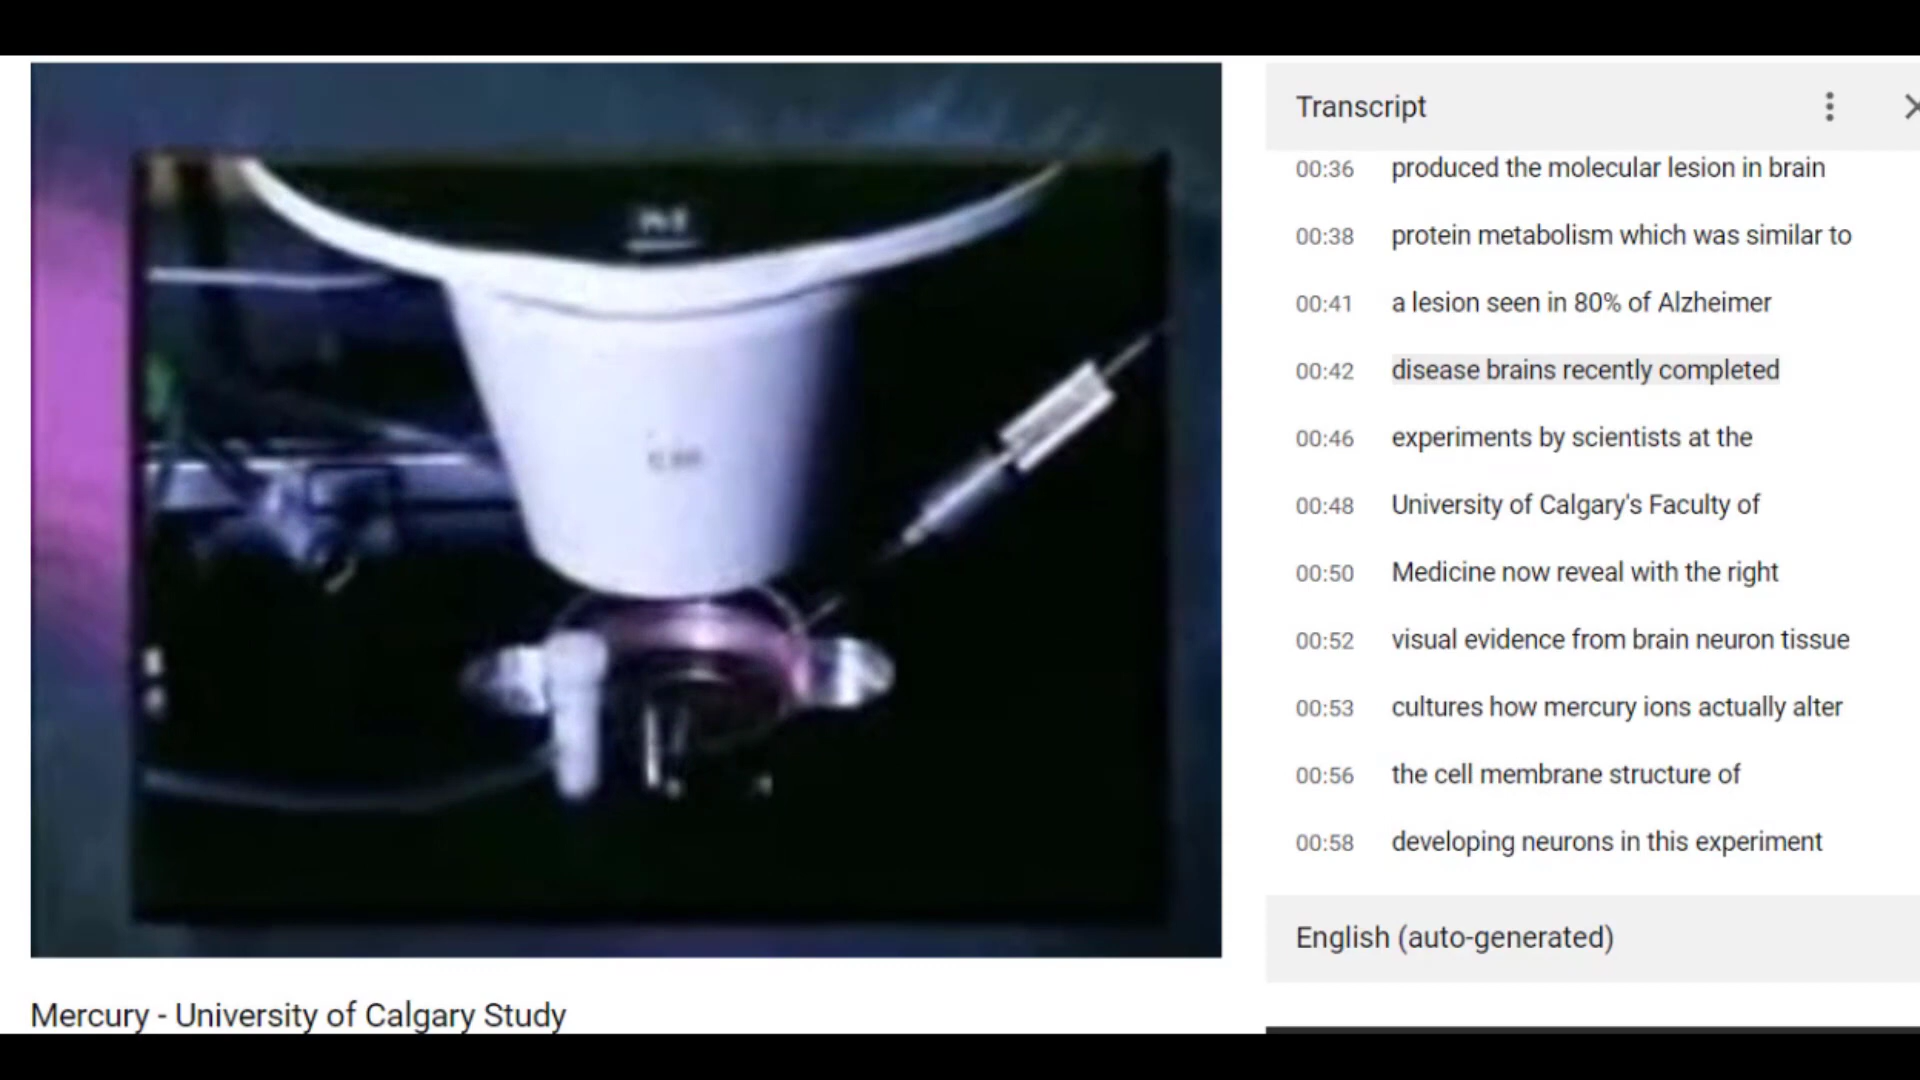 Transcript
00:36 produced the molecular lesion in brain
00:38 protein metabolism which was similar to
00:41 a lesion seen in 80% of Alzheimer
00:42 disease brains recently completed
00:46 experiments by scientists at the
00:48 University of Calgary's Faculty of
00:50 Medicine now reveal with the right
00:52 visual evidence from brain neuron tissue
00:53 cultures how mercury ions actually alter
00:56 the cell membrane structure of
00:58 developing neurons in this experiment
English (auto-generated)
Mercury - University of Calgary Study